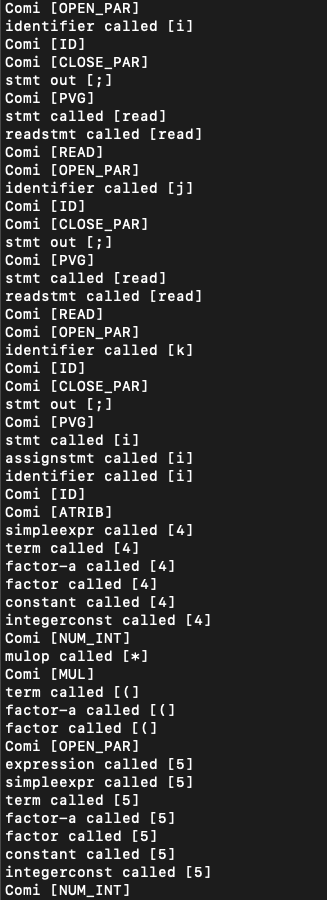 Comi [OPEN_PAR]
identifier called [i]
Comi [ID]
Comi [CLOSE_PAR]
stmt out [;]
Comi [PVG]
stmt called [read]
readstmt called [read]
Comi [READ]
Comi [OPEN_PAR]
identifier called [j]
Comi [ID]
Comi [CLOSE_PAR]
stmt out [;]
Comi [PVG]
stmt called [read]
readstmt called [read]
Comi [READ]
Comi [OPEN_PAR]
identifier called [k]
Comi [ID]
Comi [CLOSE_PAR]
stmt out [;]
Comi [PVG]
stmt called [i]
assignstmt called [i]
identifier called [i]
Comi [ID]
Comi [ATRIB]
simpleexpr called [4]
term called [4]
factor-a called [4]
factor called [4]
constant called [4]
integerconst called [4]
Comi [NUM_INT]
mulop called [*]
Comi [MUL]
term called [(]
factor-a called [(]
factor called [(]
Comi [OPEN_PAR]
expression called [5]
simpleexpr called [5]
term called [5]
factor-a called [5]
factor called [5]
constant called [5]
integerconst called [5]
Comi [NUM_INT]